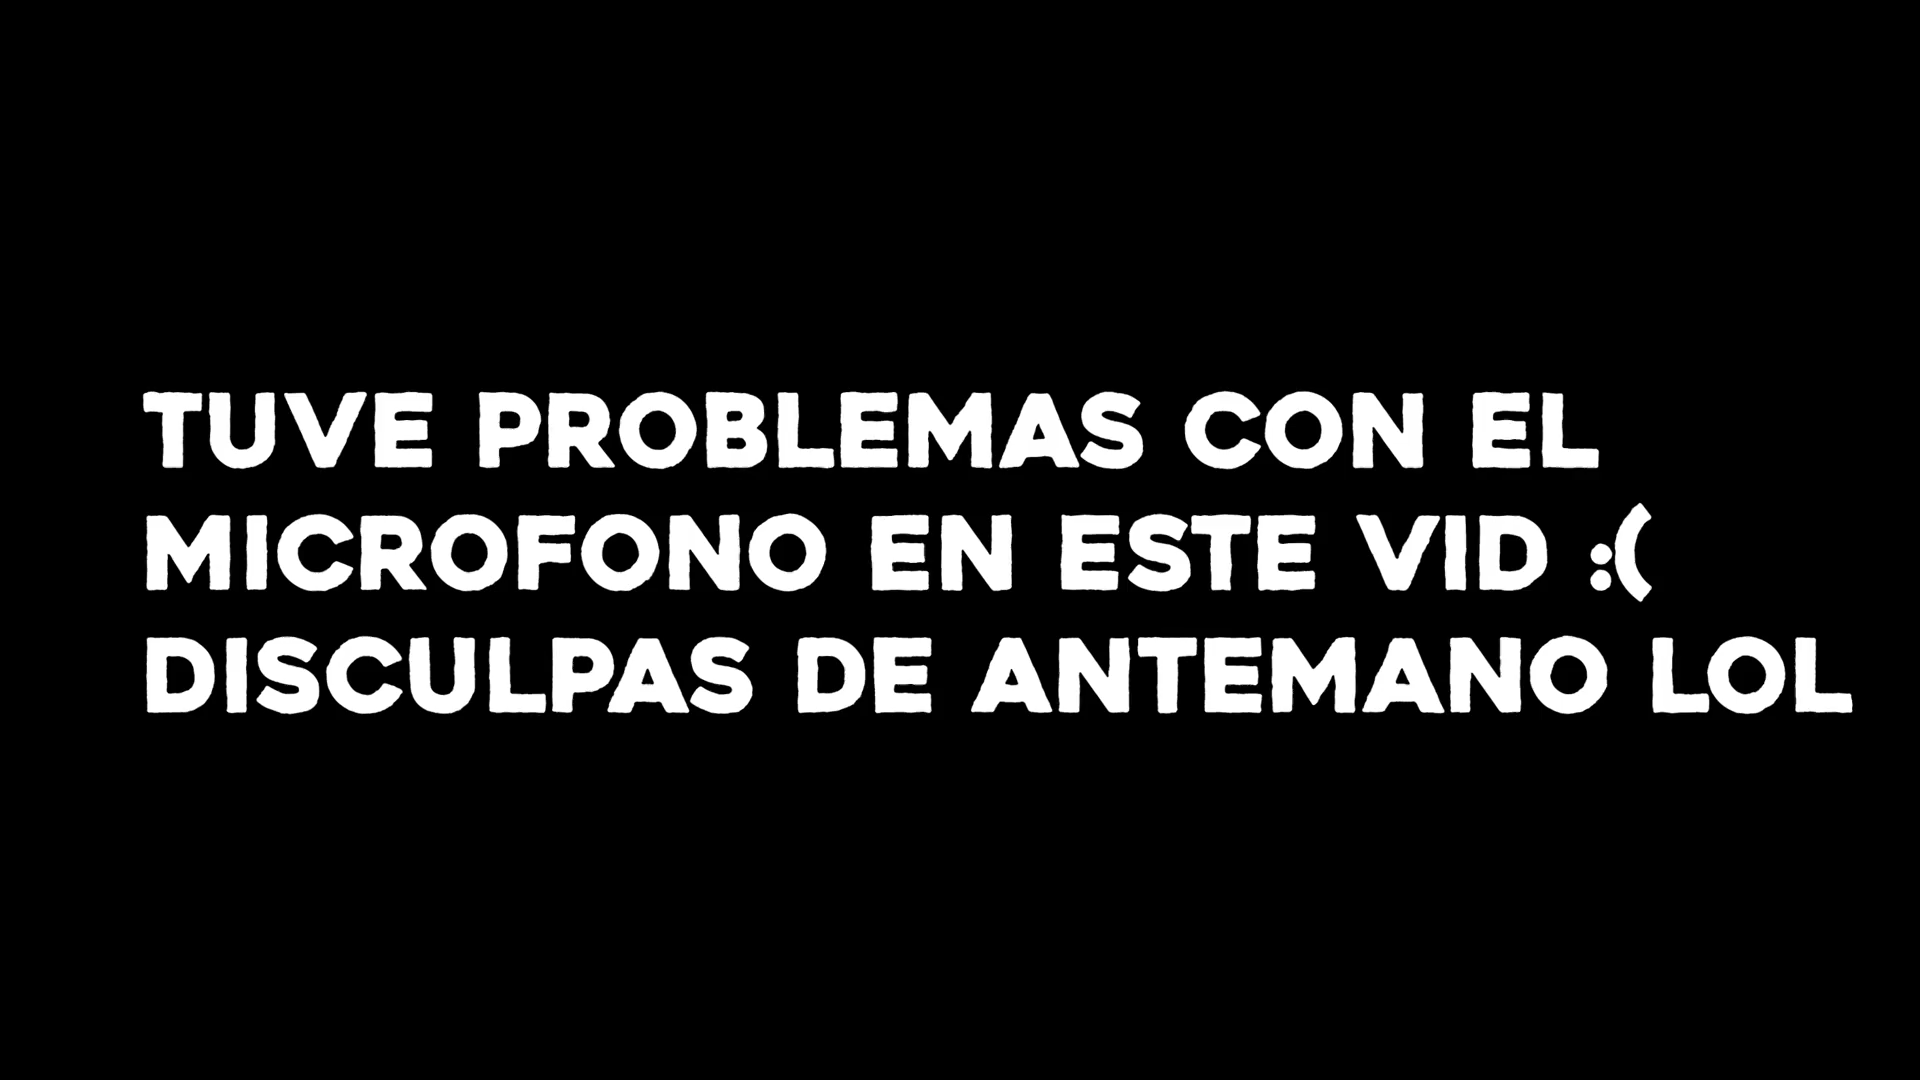 TUVE PROBLEMAS CON EL
MICROFONO EN ESTE VID :(
DISCULPAS DE ANTEMANO LOL